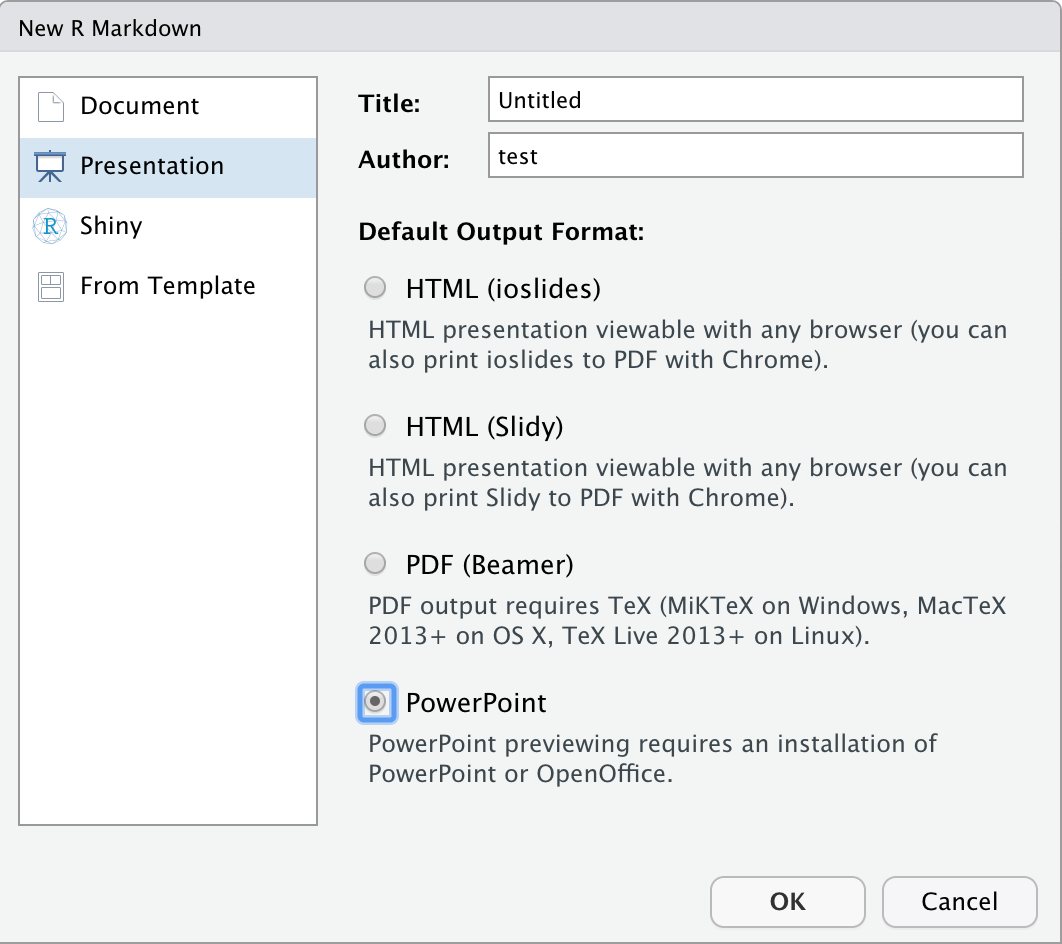 New R Markdown
Document
Presentation
Shiny
From Template
Title:
Untitled
Author:
test
Default Output Format:
HTML (ioslides)
HTML presentation viewable with any browser (you can
also print ioslides to PDF with Chrome).
HTML (Slidy)
HTML presentation viewable with any browser (you can
also print Slidy to PDF with Chrome).
PDF (Beamer)
PDF output requires TeX (MiKTeX on Windows, MacTeX
2013+ on OS X, TeX Live 2013+ on Linux).
PowerPoint
PowerPoint previewing requires an installation of
PowerPoint or OpenOffice.
OK
Cancel